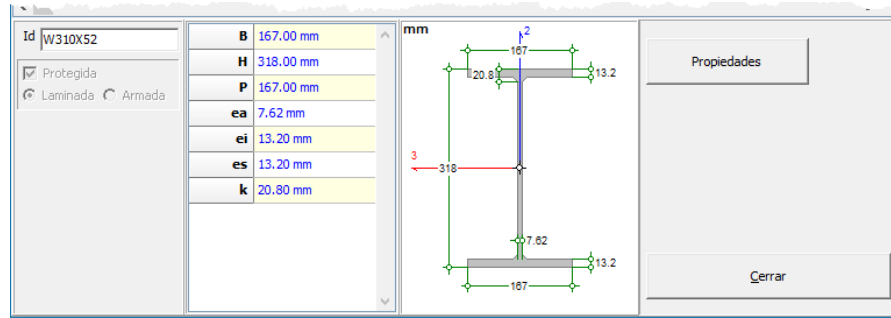 Id W310X52
Protegida
Laminada Armada
B 167.00 mm
H 318.00 mm
P 167.00 mm
ea 7.62 mm
ei 13.20 mm
es 13.20 mm
k 20.80 mm
mm
2
167
20.8
13.2
3
318
7.62
13.2
167
Propiedades
Cerrar